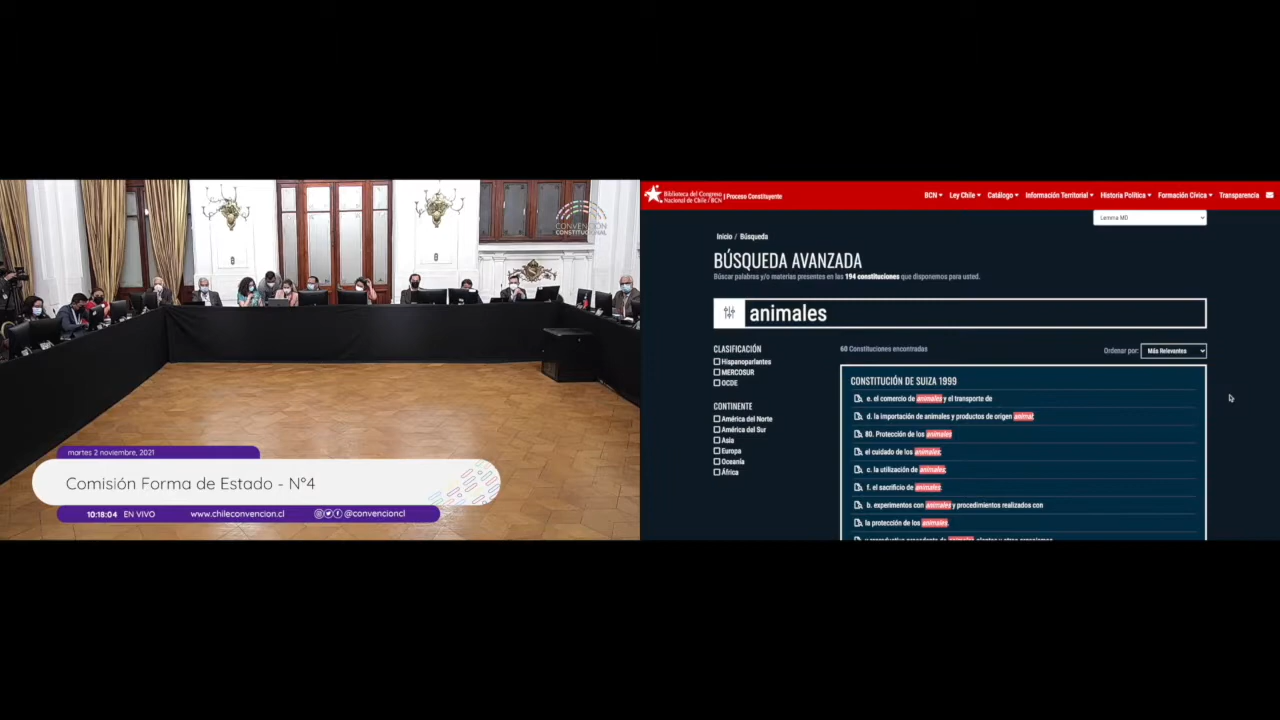 CONVENCIÓN
CONSTITUCIONAL
martes 2 noviembre, 2021
Comisión Forma de Estado - N°4
10:18:04 EN VIVO www.chileconvencion.cl @convencioncl
Biblioteca del Congreso
Nacional de Chile / BCN | Proceso Constituyente
BCN Ley Chile Catálogo Información Territorial Historia Política Formación Cívica Transparencia
Lemma MD
Inicio / Búsqueda
BÚSQUEDA AVANZADA
Búscar palabras y/o materias presentes en las 194 constituciones que disponemos para usted.
animales
CLASIFICACIÓN
Hispanoparlantes
MERCOSUR
OCDE
CONTINENTE
América del Norte
América del Sur
Asia
Europa
Oceanía
África
60 Constituciones encontradas
Ordenar por: Más Relevantes
CONSTITUCIÓN DE SUIZA 1999
e. el comercio de animales y el transporte de
d. la importación de animales y productos de origen animal;
80. Protección de los animales
el cuidado de los animales;
c. la utilización de animales;
f. el sacrificio de animales.
b. experimentos con animales y procedimientos realizados con
la protección de los animales.